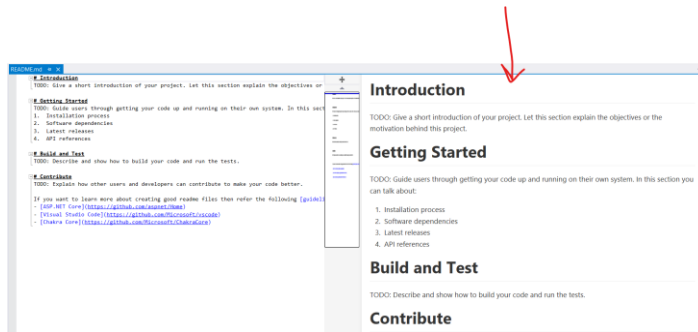 README.md
# Introduction
TODO: Give a short introduction of your project. Let this section explain the objectives or
# Getting Started
TODO: Guide users through getting your code up and running on their own system. In this sect
1. Installation process
2. Software dependencies
3. Latest releases
4. API references
# Build and Test
TODO: Describe and show how to build your code and run the tests.
# Contribute
TODO: Explain how other users and developers can contribute to make your code better.
If you want to learn more about creating good readme files then refer the following [guideli
- [ASP.NET Core](https://github.com/aspnet/Home)
- [Visual Studio Code](https://github.com/Microsoft/vscode)
- [Chakra Core](https://github.com/Microsoft/ChakraCore)
Introduction
TODO: Give a short introduction of your project. Let this section explain the objectives or the
motivation behind this project.
Getting Started
TODO: Guide users through getting your code up and running on their own system. In this section you
can talk about:
1. Installation process
2. Software dependencies
3. Latest releases
4. API references
Build and Test
TODO: Describe and show how to build your code and run the tests.
Contribute